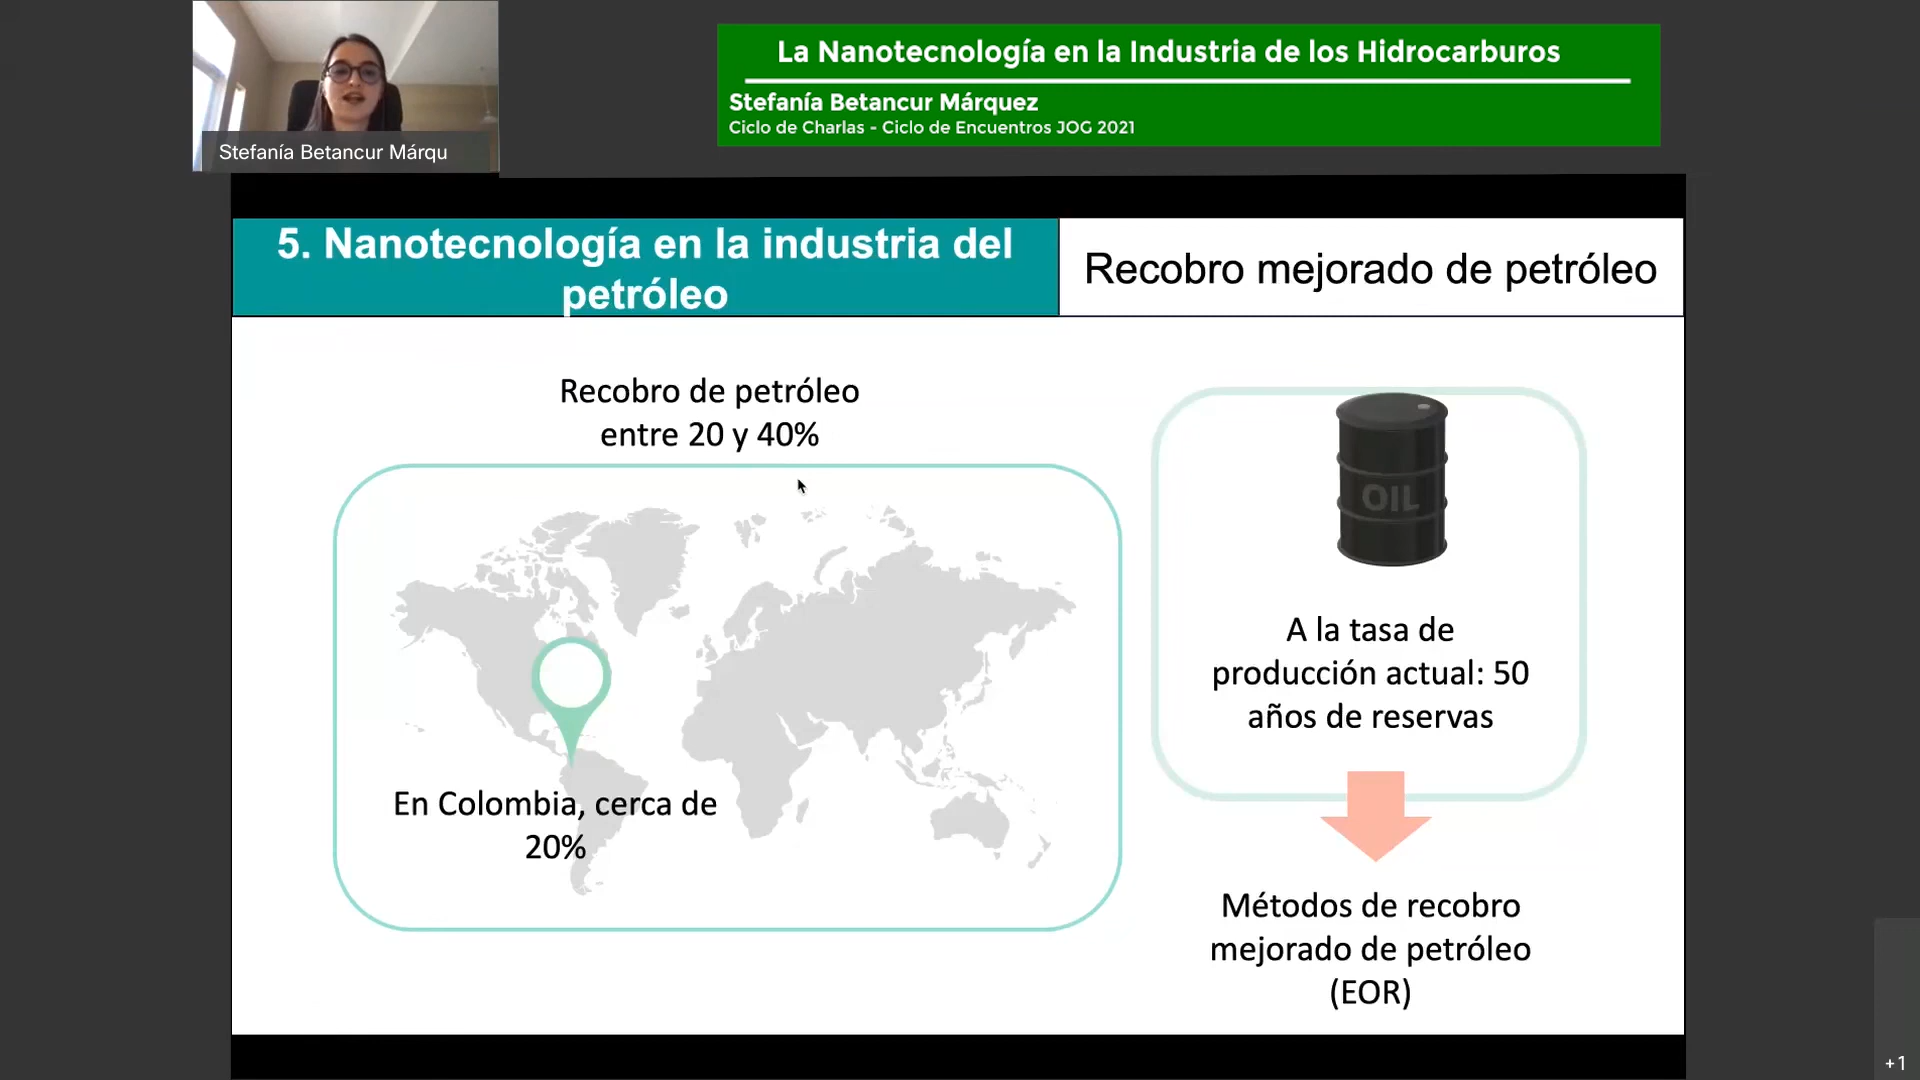 La Nanotecnología en la Industria de los Hidrocarburos
Stefanía Betancur Márquez
Ciclo de Charlas - Ciclo de Encuentros JOG 2021
Stefanía Betancur Márqu
5. Nanotecnología en la industria del
petróleo
Recobro mejorado de petróleo
Recobro de petróleo
entre 20 y 40%
En Colombia, cerca de
20%
OIL
A la tasa de
producción actual: 50
años de reservas
Métodos de recobro
mejorado de petróleo
(EOR)
+1